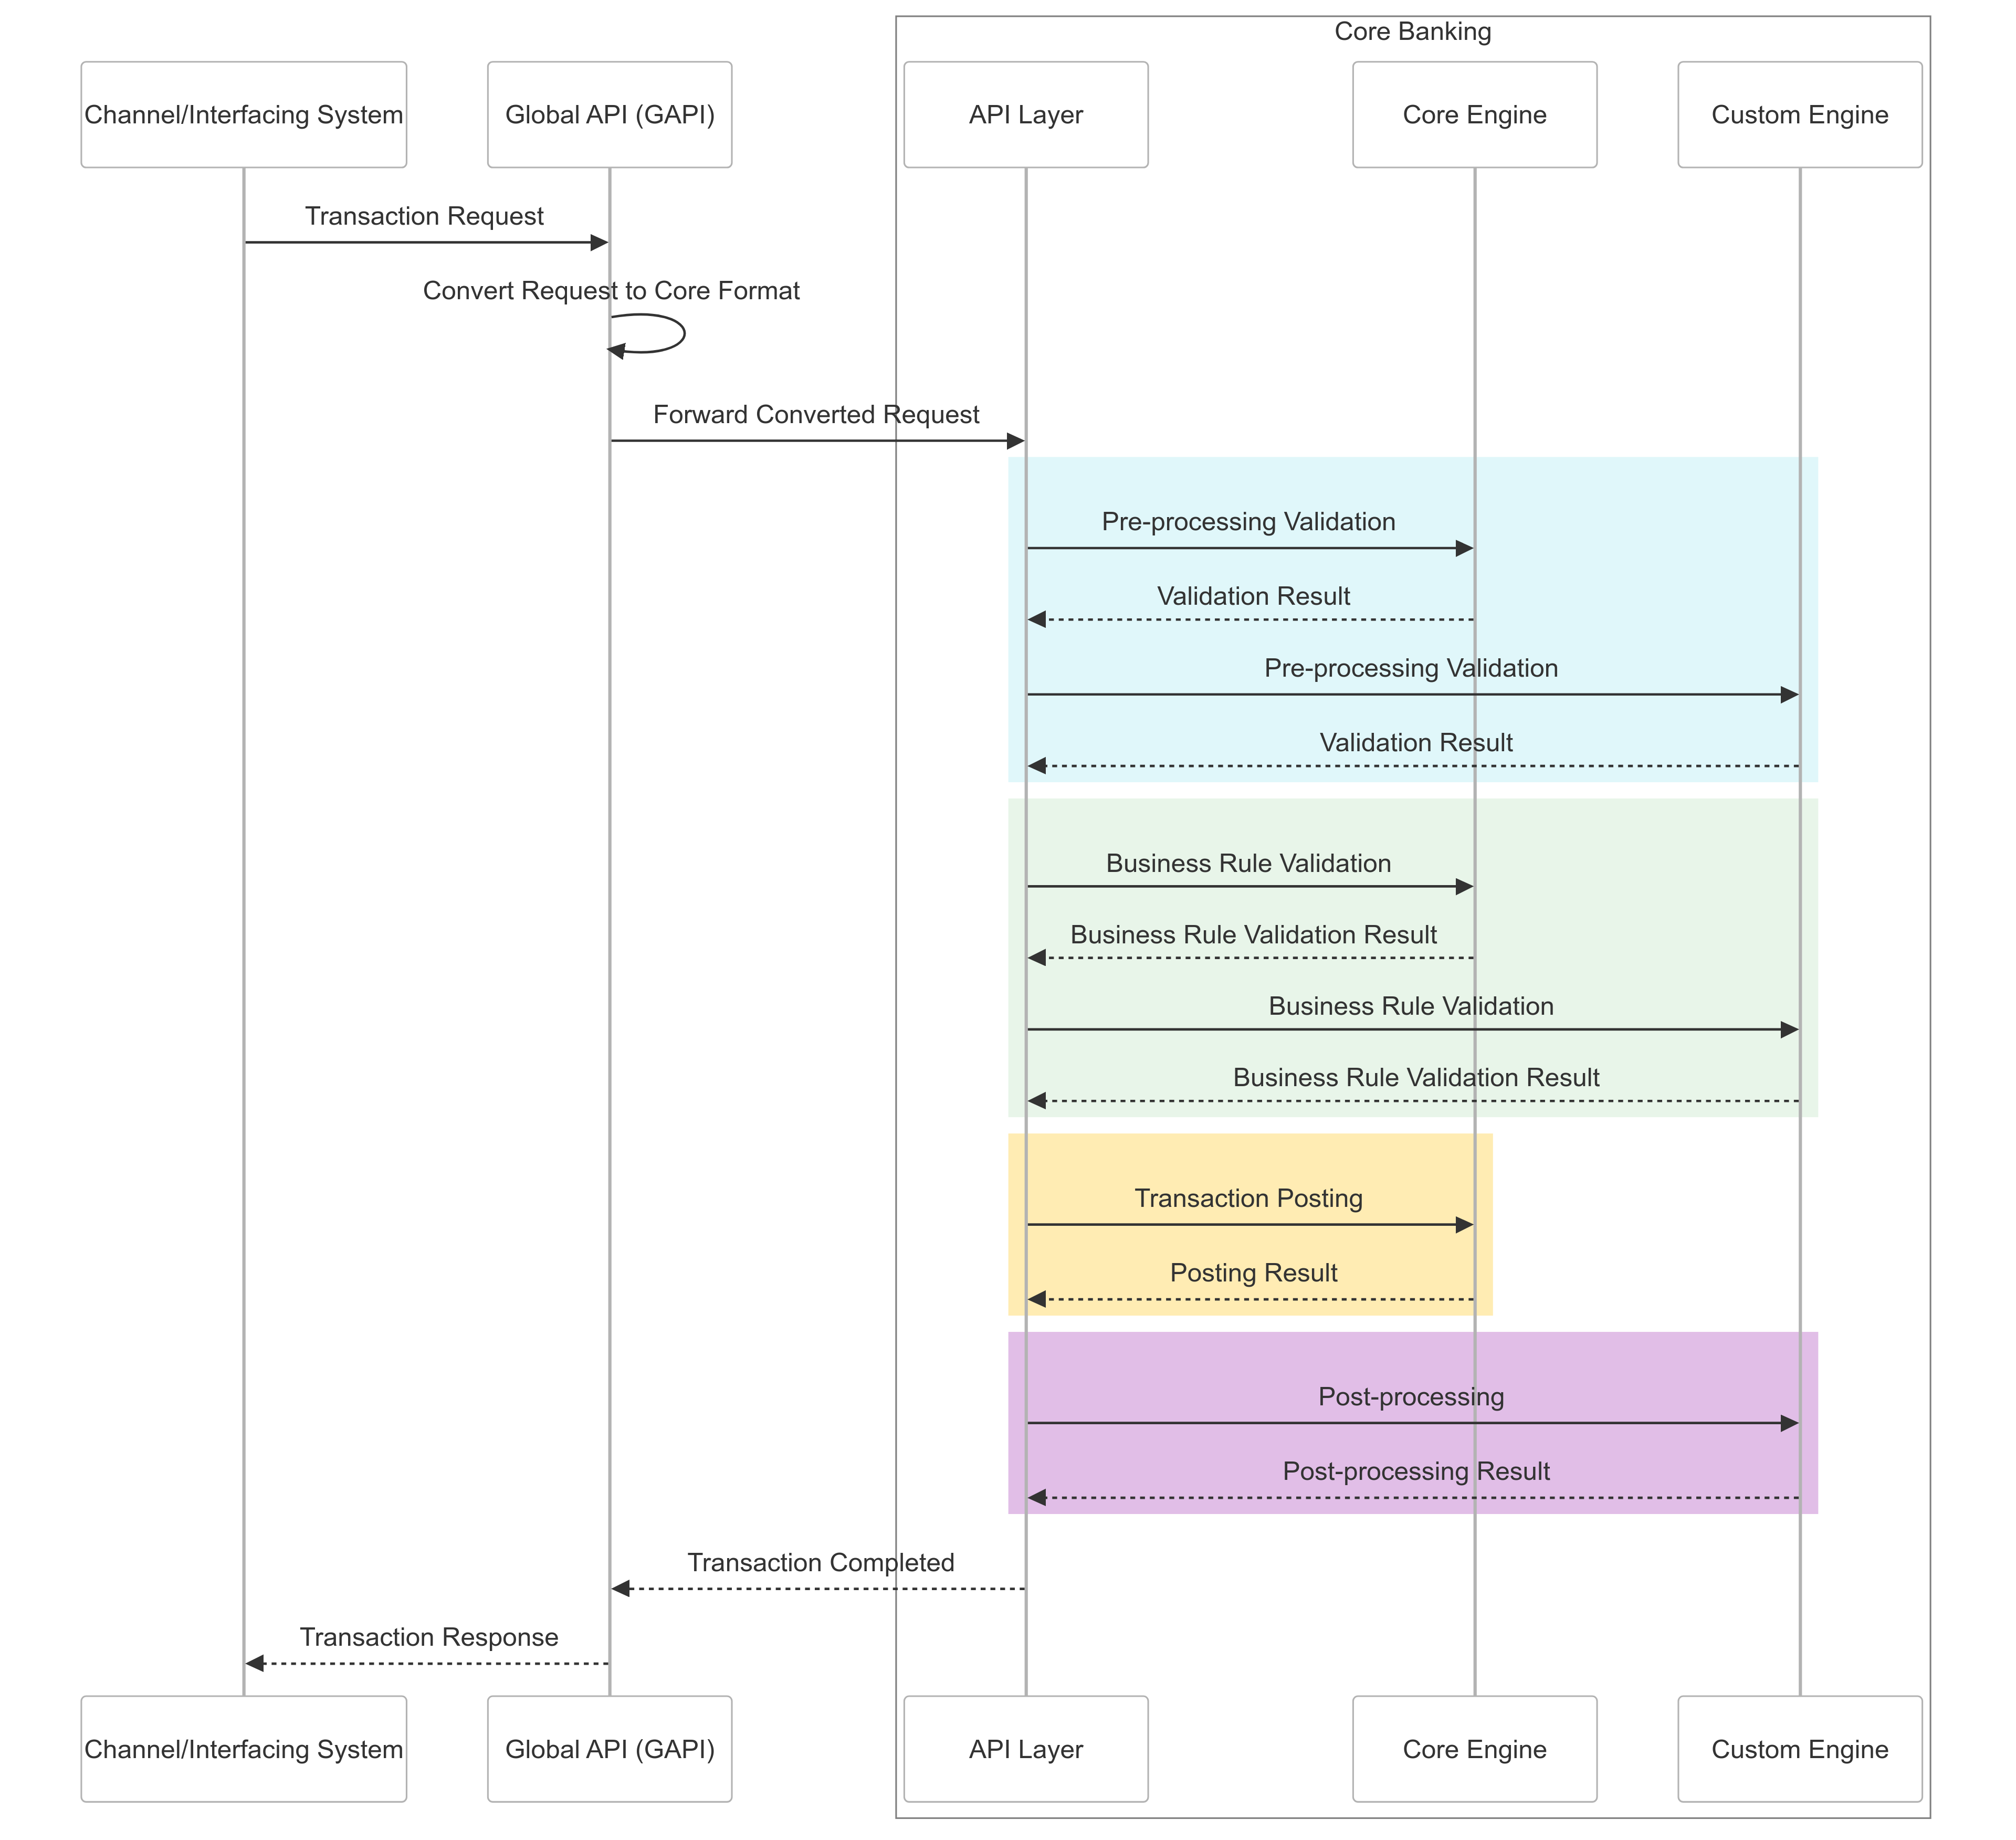 Core Banking
Channel/Interfacing System
Global API (GAPI)
API Layer
Core Engine
Custom Engine
Transaction Request
Convert Request to Core Format
Forward Converted Request
Pre-processing Validation
Validation Result
Pre-processing Validation
Validation Result
Business Rule Validation
Business Rule Validation Result
Business Rule Validation
Business Rule Validation Result
Transaction Posting
Posting Result
Post-processing
Post-processing Result
Transaction Completed
Transaction Response
Channel/Interfacing System
Global API (GAPI)
API Layer
Core Engine
Custom Engine